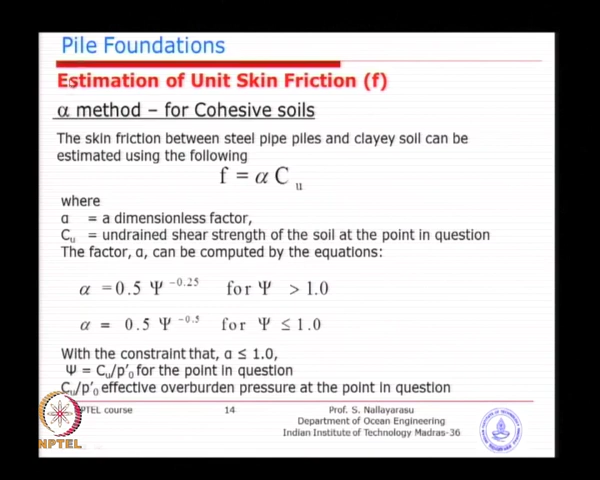 Pile Foundations
Estimation of Unit Skin Friction (f)
α method – for Cohesive soils
The skin friction between steel pipe piles and clayey soil can be
estimated using the following
f = α C u
where
α = a dimensionless factor,
Cu = undrained shear strength of the soil at the point in question
The factor, α, can be computed by the equations:
α = 0.5 Ψ −0.25 for Ψ > 1.0
α = 0.5 Ψ −0.5 for Ψ ≤ 1.0
With the constraint that, α ≤ 1.0,
Ψ = Cu/p′0 for the point in question
Cu/p′0 effective overburden pressure at the point in question
PTEL course 14 Prof. S. Nallayarasu
Department of Ocean Engineering
Indian Institute of Technology Madras-36
NPTEL